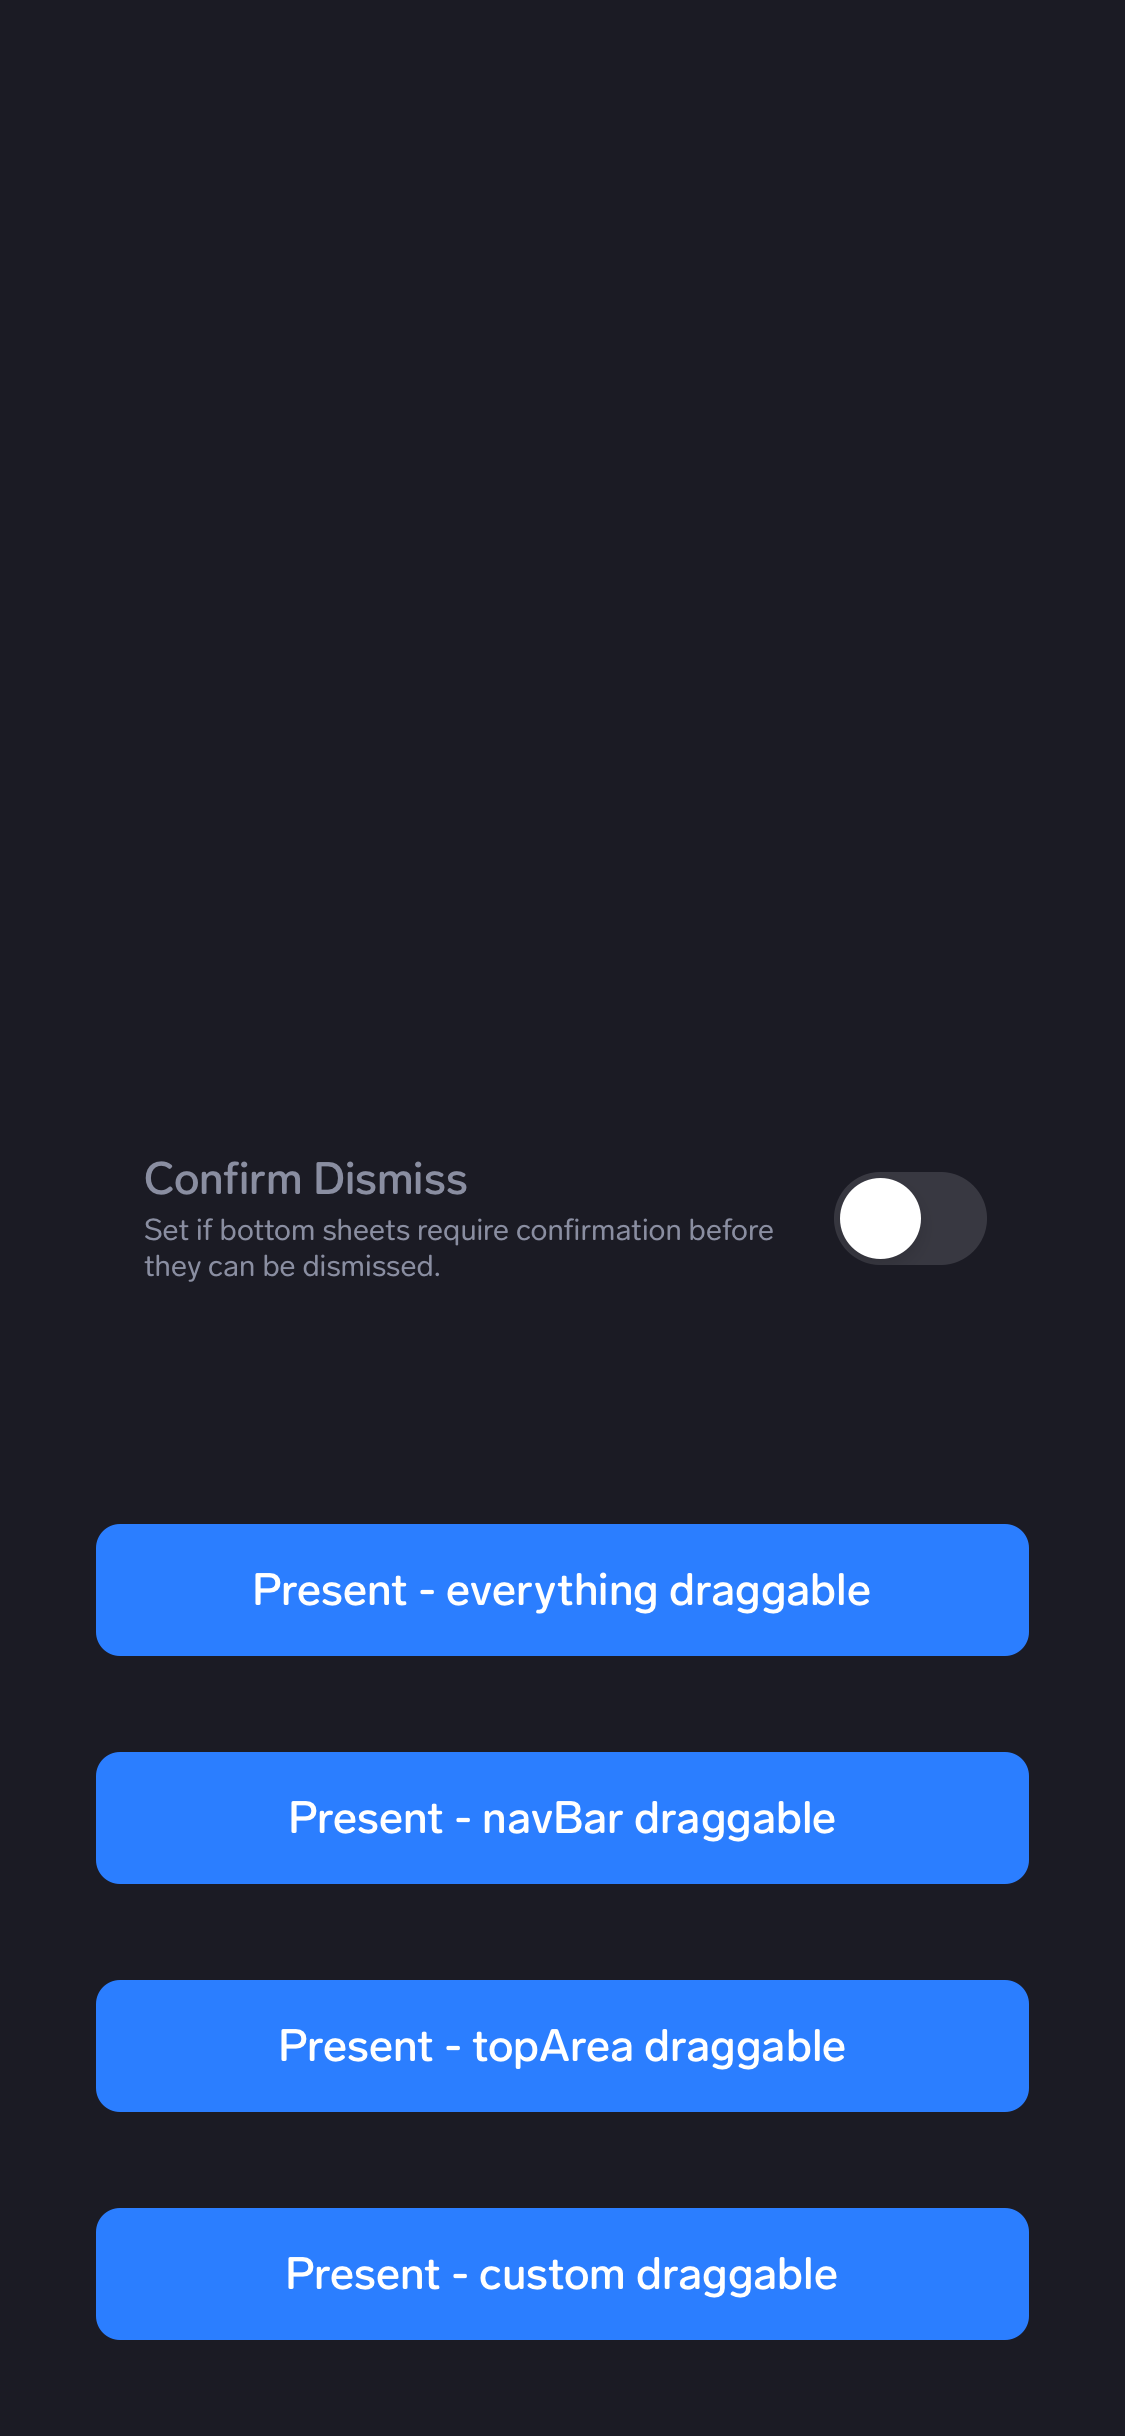 Confirm Dismiss
Set if bottom sheets require confirmation before
they can be dismissed.
Present - everything draggable
Present - navBar draggable
Present - topArea draggable
Present - custom draggable